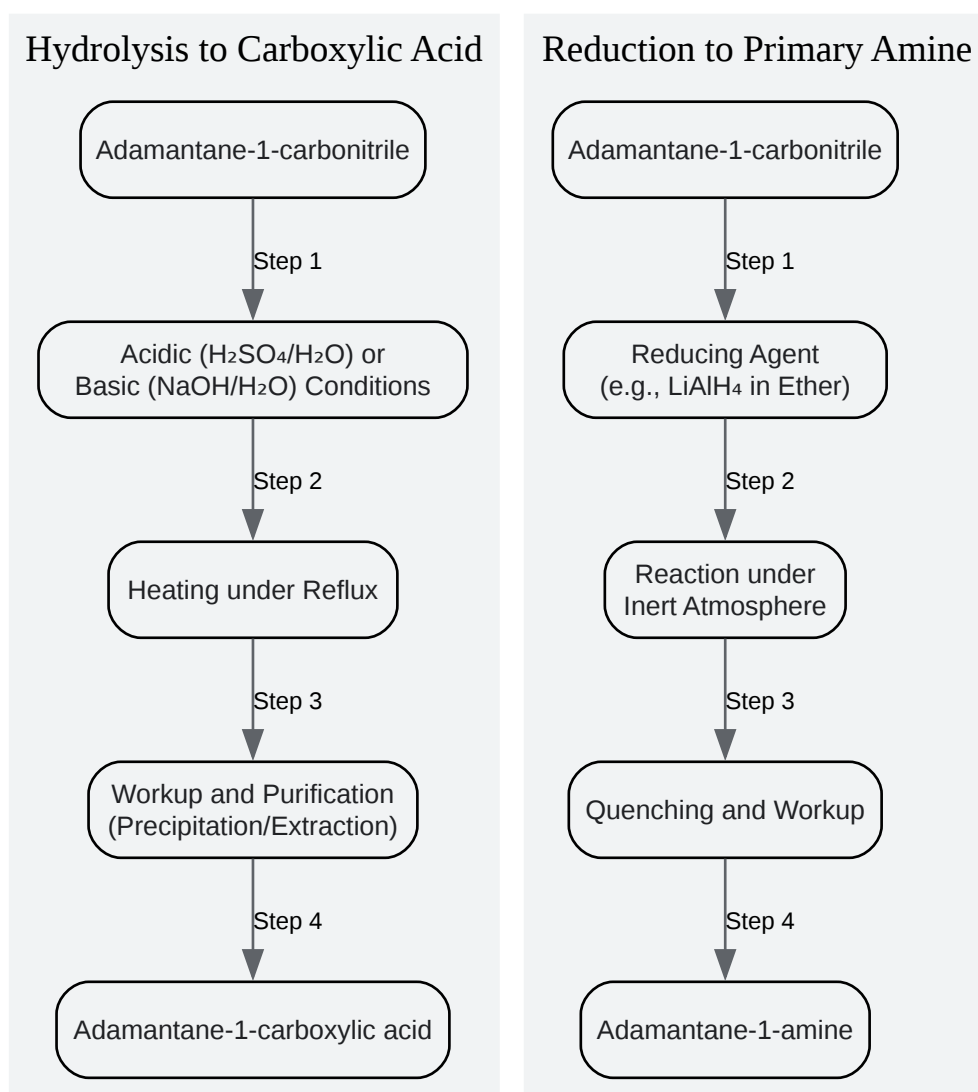 Hydrolysis to Carboxylic Acid
Adamantane-1-carbonitrile
Step 1
Acidic (H₂SO₄/H₂O) or
Basic (NaOH/H₂O) Conditions
Step 2
Heating under Reflux
Step 3
Workup and Purification
(Precipitation/Extraction)
Step 4
Adamantane-1-carboxylic acid
Reduction to Primary Amine
Adamantane-1-carbonitrile
Step 1
Reducing Agent
(e.g., LiAlH₄ in Ether)
Step 2
Reaction under
Inert Atmosphere
Step 3
Quenching and Workup
Step 4
Adamantane-1-amine